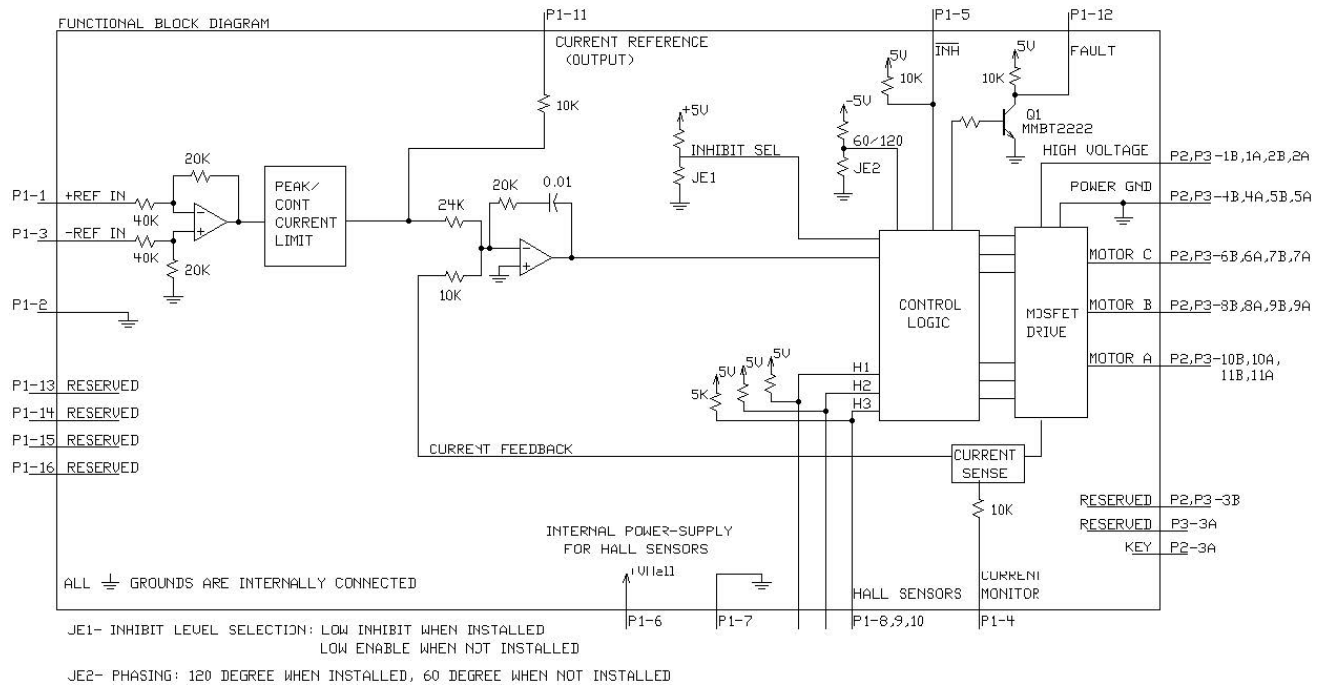 FUNCTIONAL BLOCK DIAGRAM
P1-11
P1-5
P1-12
CURRENT REFERENCE
(OUTPUT)
INH
FAULT
5V
10K
5V
10K
10K
+5V
-5V
Q1
MNBT2222
60/120
INHIBIT SEL
JE1
JE2
HIGH VOLTAGE
P2,P3-1B,1A,2B,2A
20K
PEAK/
CONT
CURRENT
LIMIT
POWER GND
P2,P3-4B,4A,5B,5A
P1-1
+REF IN
40K
20K
0.01
24K
P1-3
-REF IN
40K
20K
10K
MOTOR C
P2,P3-6B,6A,7B,7A
P1-2
CONTROL
LOGIC
MOSFET
DRIVE
MOTOR B
P2,P3-8B,8A,9B,9A
MOTOR A
P2,P3-10B,10A,
11B,11A
5V
5V
5V
5K
H1
H2
H3
P1-13 RESERVED
P1-14 RESERVED
P1-15 RESERVED
P1-16 RESERVED
CURRENT FEEDBACK
CURRENT
SENSE
10K
RESERVED P2,P3-3B
RESERVED P3-3A
KEY P2-3A
INTERNAL POWER-SUPPLY
FOR HALL SENSORS
+VHall
ALL GROUNDS ARE INTERNALLY CONNECTED
HALL SENSORS
CURRENT
MONITOR
P1-6
P1-7
P1-8,9,10
P1-4
JE1- INHIBIT LEVEL SELECTION: LOW INHIBIT WHEN INSTALLED
LOW ENABLE WHEN NOT INSTALLED
JE2- PHASING: 120 DEGREE WHEN INSTALLED, 60 DEGREE WHEN NOT INSTALLED